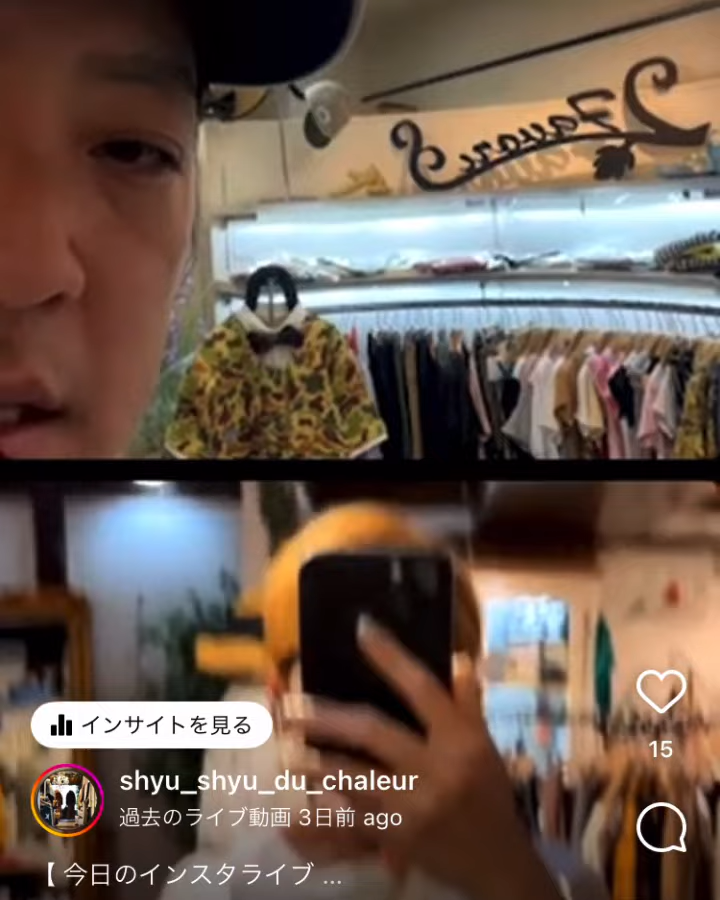 インサイトを見る
15
shyu_shyu_du_chaleur
過去のライブ動画 3日前 ago
【 今日のインスタライブ ...